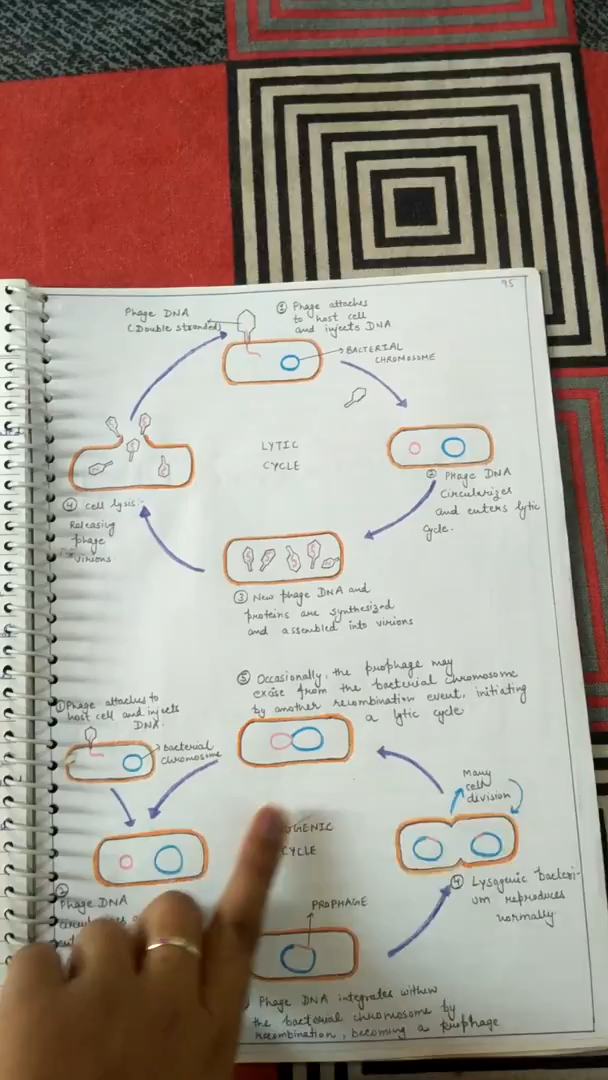 95
Phage DNA
(Double stranded)
① Phage attaches
to host cell
and injects DNA
BACTERIAL
CHROMOSOME
LYTIC
CYCLE
② Phage DNA
Circularizes
and enters lytic
cycle.
③ New phage DNA and
proteins are synthesized
and assembled into virions
④ Cell lysis:-
Releasing
phage
virions
⑤ Occasionally, the prophage may
excise from the bacterial chromosome
by another recombination event, initiating
a lytic cycle
① Phage attaches to
host cell and injects
DNA.
bacterial
chromosome
Many
cell
division
CYCLE
④ Lysogenic bacteri-
um reproduces
normally.
Phage DNA
PROPHAGE
Phage DNA integrates within
the bacterial chromosome by
recombination, becoming a prophage